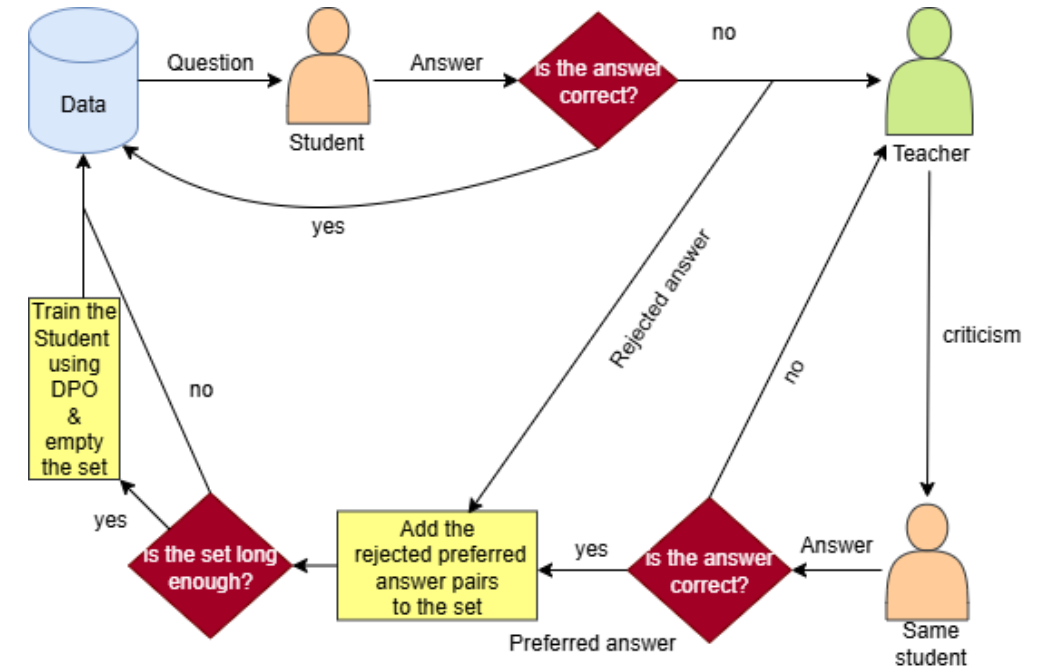 Data
Question
Student
Answer
is the answer
correct?
no
Teacher
yes
Rejected answer
criticism
no
Train the
Student
using
DPO
&
empty
the set
no
yes
is the set long
enough?
Add the
rejected preferred
answer pairs
to the set
yes
is the answer
correct?
Answer
Preferred answer
Same
student